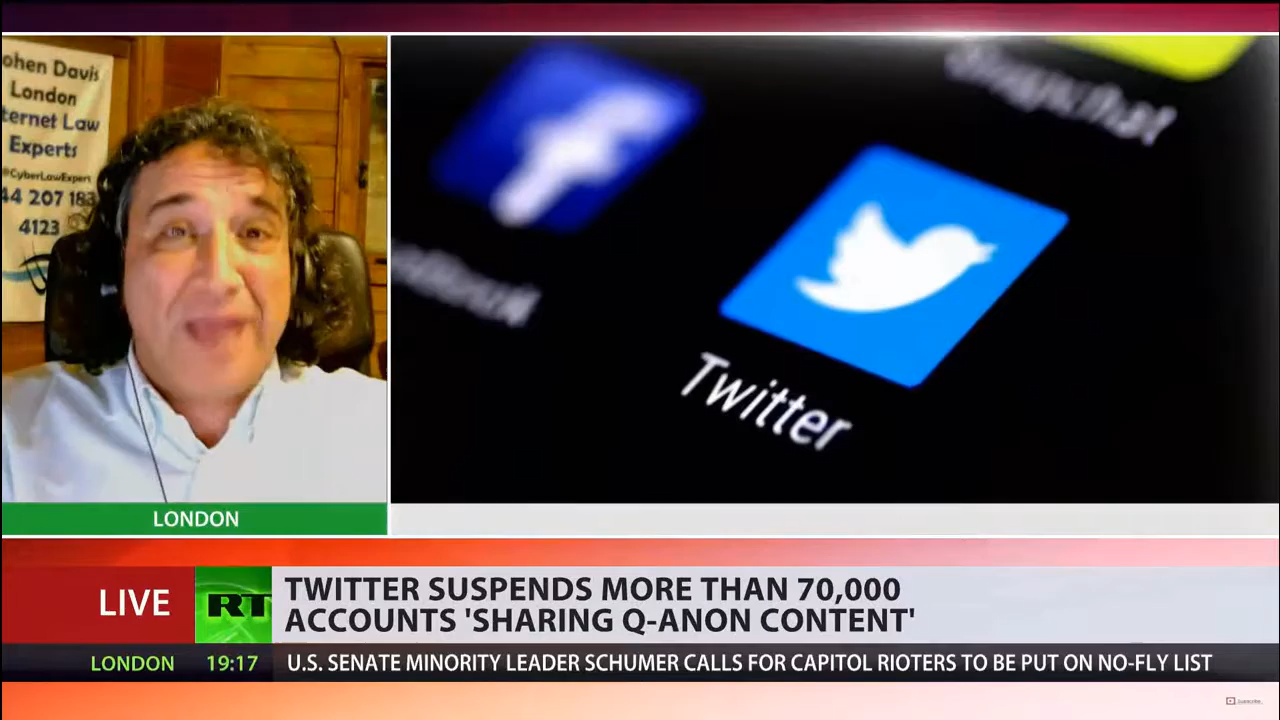 ohen Davis
London
ternet Law
Experts
@CyberLawExpert
44 207 183
4123
Twitter
LONDON
LIVE
RT
TWITTER SUSPENDS MORE THAN 70,000
ACCOUNTS 'SHARING Q-ANON CONTENT'
LONDON 19:17 U.S. SENATE MINORITY LEADER SCHUMER CALLS FOR CAPITOL RIOTERS TO BE PUT ON NO-FLY LIST